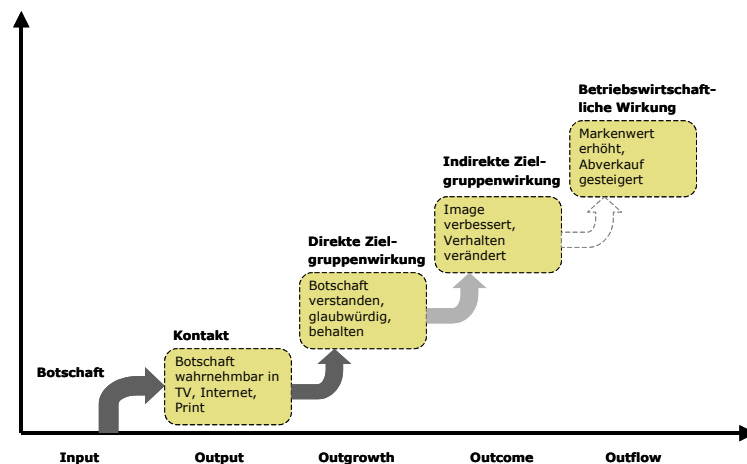 Betriebswirtschaft-
liche Wirkung
Markenwert
erhöht,
Abverkauf
gesteigert
Indirekte Ziel-
gruppenwirkung
Image
verbessert,
Verhalten
verändert
Direkte Ziel-
gruppenwirkung
Botschaft
verstanden,
glaubwürdig,
behalten
Kontakt
Botschaft
wahrnehmbar in
TV, Internet,
Print
Botschaft
Input Output Outgrowth Outcome Outflow